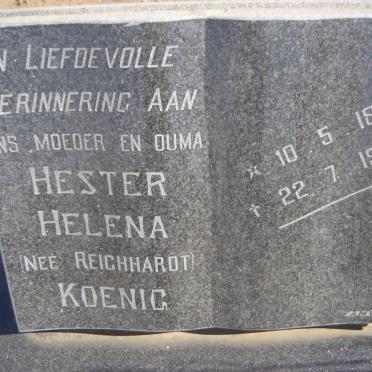 N LIEFDEVOLLE
ERINNERING AAN
NS MOEDER EN OUMA
HESTER
HELENA
(NEE REICHHARDT)
KOENIG
* 10.5.18
† 22.7.19